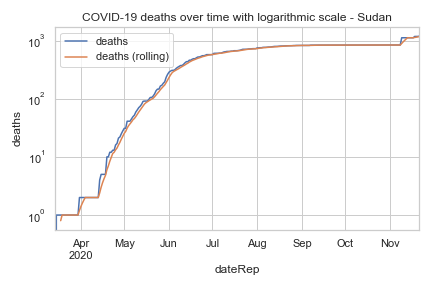 COVID-19 deaths over time with logarithmic scale - Sudan
deaths
deaths (rolling)
deaths
10³
10²
10¹
10⁰
Apr May Jun Jul Aug Sep Oct Nov
2020
dateRep